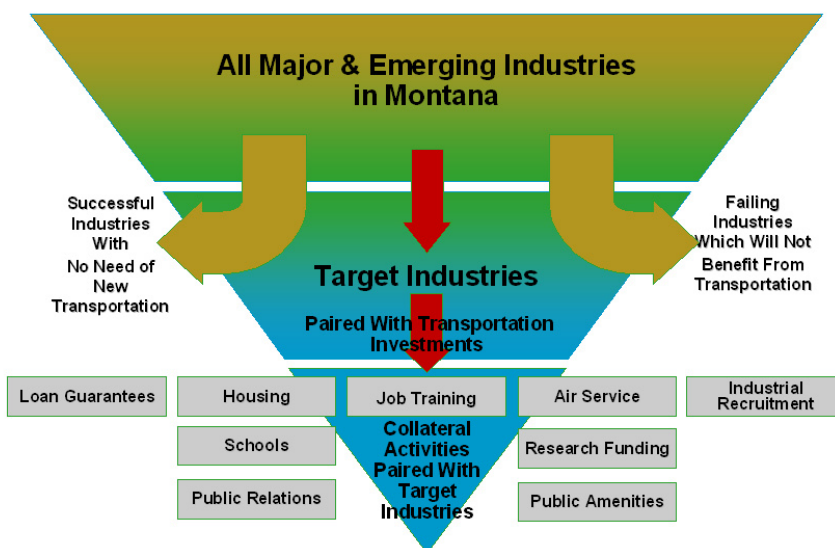 All Major & Emerging Industries
in Montana
Successful
Industries
With
No Need of
New
Transportation
Failing
Industries
Which Will Not
Benefit From
Transportation
Target Industries
Paired With Transportation
Investments
Loan Guarantees
Housing
Job Training
Air Service
Industrial
Recruitment
Schools
Collateral
Activities
Paired With
Target
Industries
Research Funding
Public Relations
Public Amenities